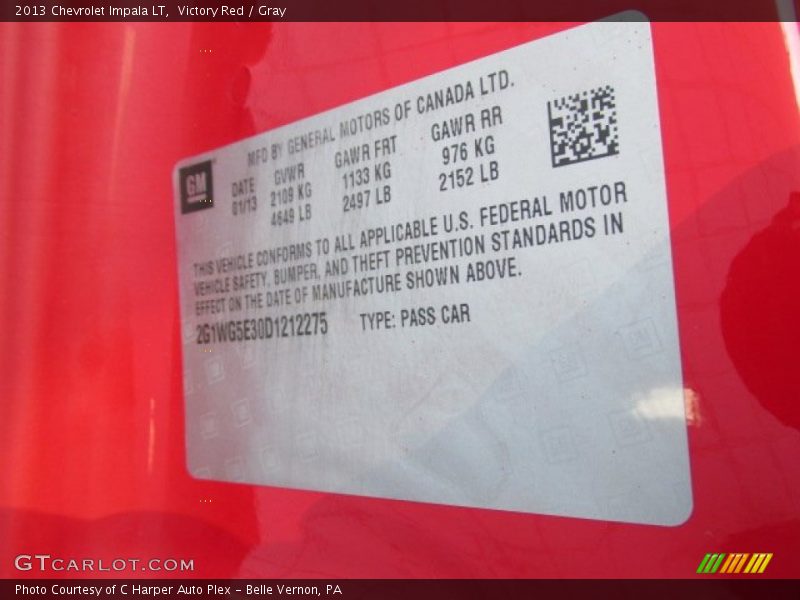 2013 Chevrolet Impala LT, Victory Red / Gray
MFD BY GENERAL MOTORS OF CANADA LTD.
GM
DATE GVWR GAWR FRT GAWR RR
01/13 2109 KG 1133 KG 976 KG
4649 LB 2497 LB 2152 LB
THIS VEHICLE CONFORMS TO ALL APPLICABLE U.S. FEDERAL MOTOR
VEHICLE SAFETY, BUMPER, AND THEFT PREVENTION STANDARDS IN
EFFECT ON THE DATE OF MANUFACTURE SHOWN ABOVE.
2G1WG5E30D1212275 TYPE: PASS CAR
GTCARLOT.COM
Photo Courtesy of C Harper Auto Plex - Belle Vernon, PA